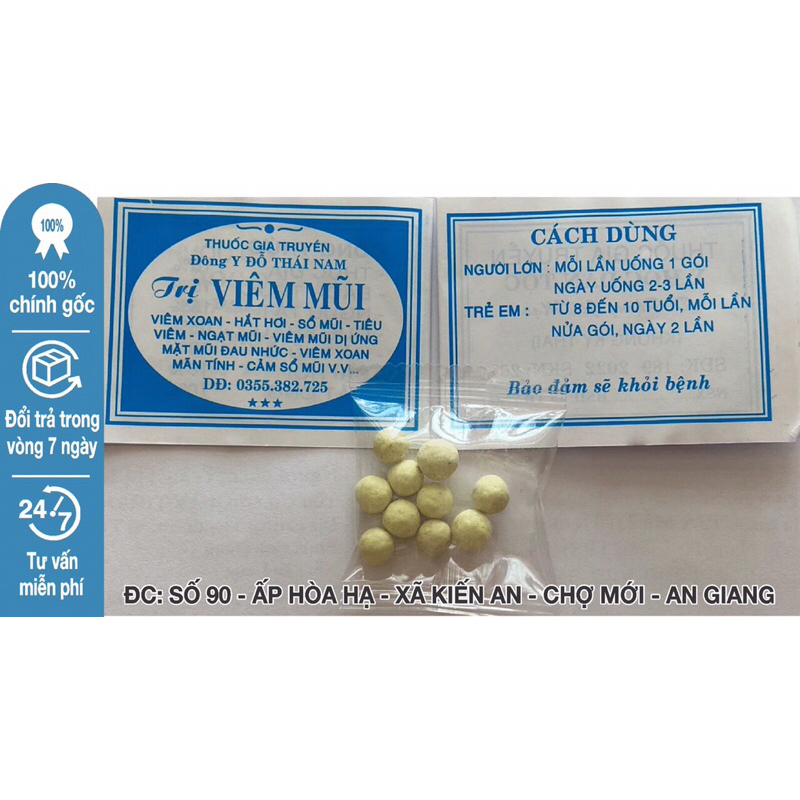 100%
100%
chính gốc
Đổi trả trong
vòng 7 ngày
24/7
Tư vấn
miễn phí
THUỐC GIA TRUYỀN
Đông Y ĐỖ THÁI NAM
Trị VIÊM MŨI
VIÊM XOAN - HẮT HƠI - SỔ MŨI - TIÊU
VIÊM - NGẠT MŨI - VIÊM MŨI DỊ ỨNG
MẶT MŨI ĐAU NHỨC - VIÊM XOAN
MÃN TÍNH - CẢM SỔ MŨI V.V...
DĐ: 0355.382.725
CÁCH DÙNG
NGƯỜI LỚN : MỖI LẦN UỐNG 1 GÓI
NGÀY UỐNG 2-3 LẦN
TRẺ EM : TỪ 8 ĐẾN 10 TUỔI, MỖI LẦN
NỬA GÓI, NGÀY 2 LẦN
Bảo đảm sẽ khỏi bệnh
ĐC: SỐ 90 - ẤP HÒA HẠ - XÃ KIẾN AN - CHỢ MỚI - AN GIANG